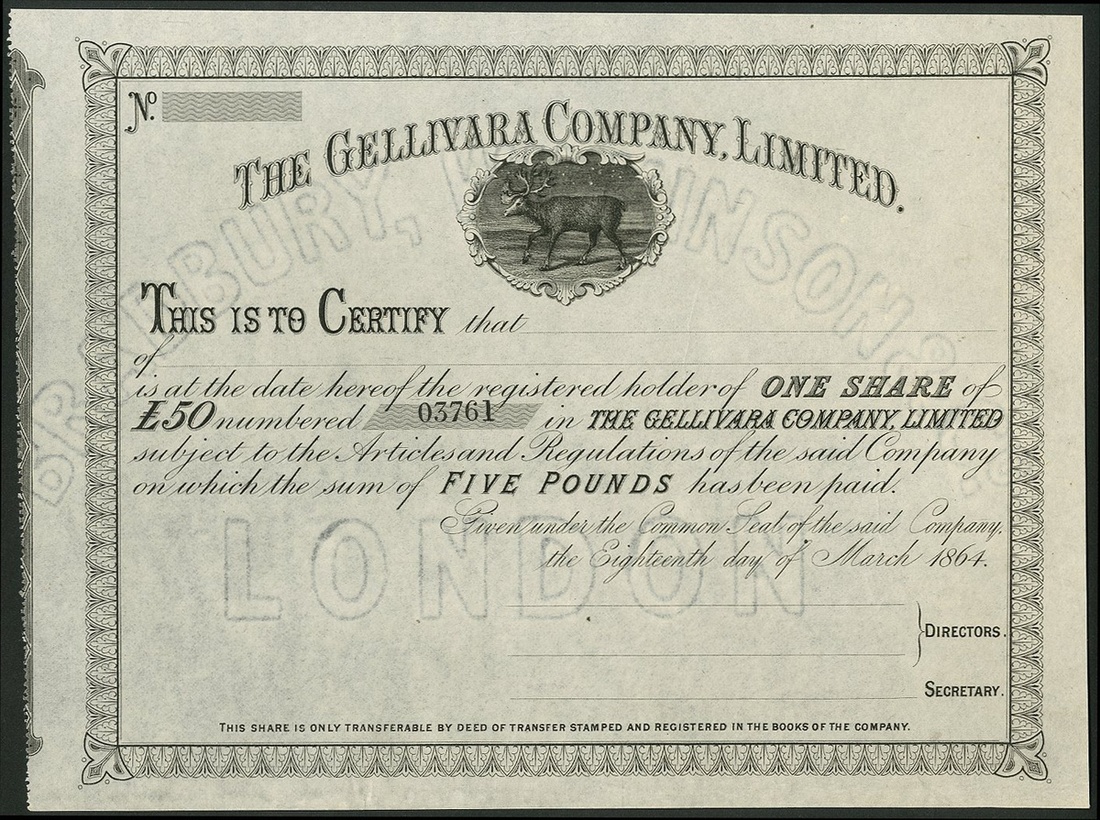 No.
THE GELLIVARA COMPANY, LIMITED.
THIS IS TO CERTIFY that
of
is at the date hereof the registered holder of ONE SHARE of
£50 numbered 03761 in THE GELLIVARA COMPANY, LIMITED
subject to the Articles and Regulations of the said Company
on which the sum of FIVE POUNDS has been paid.
Given under the Common Seal of the said Company,
the Eighteenth day of March 1864.
DIRECTORS.
SECRETARY.
THIS SHARE IS ONLY TRANSFERABLE BY DEED OF TRANSFER STAMPED AND REGISTERED IN THE BOOKS OF THE COMPANY.
BRADBURY, WILKINSON &
LONDON